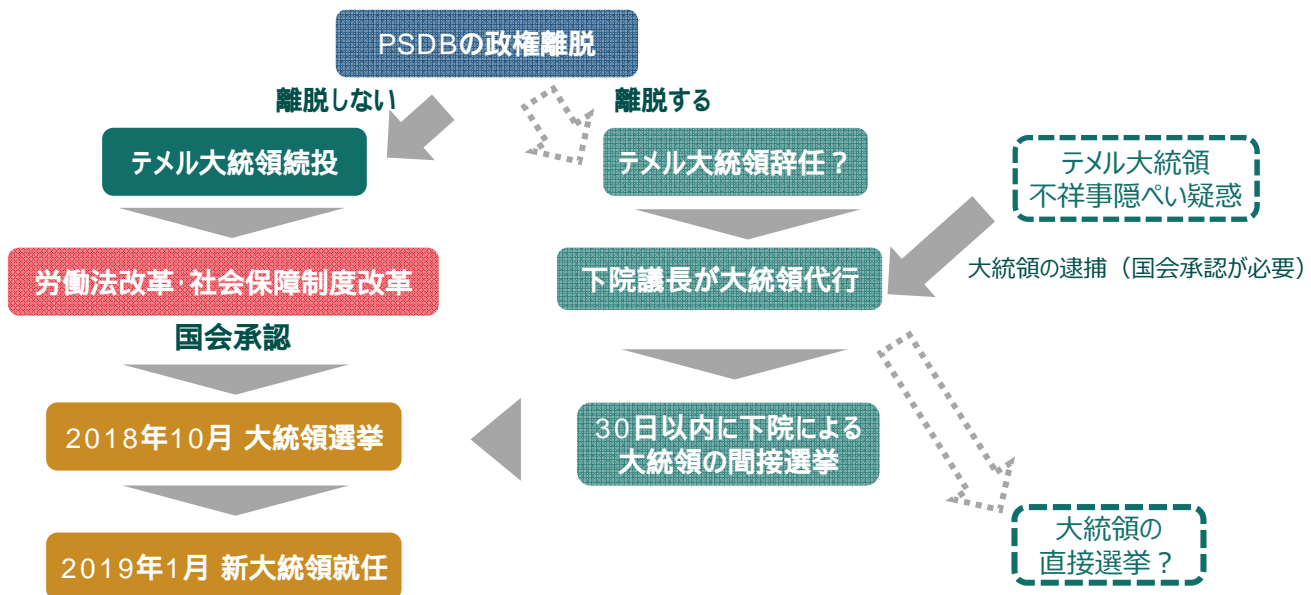 PSDBの政権離脱
離脱しない
離脱する
テメル大統領続投
テメル大統領辞任？
テメル大統領
不祥事隠ぺい疑惑
労働法改革･社会保障制度改革
下院議長が大統領代行
大統領の逮捕（国会承認が必要）
国会承認
2018年10月 大統領選挙
30日以内に下院による
大統領の間接選挙
2019年1月 新大統領就任
大統領の
直接選挙？